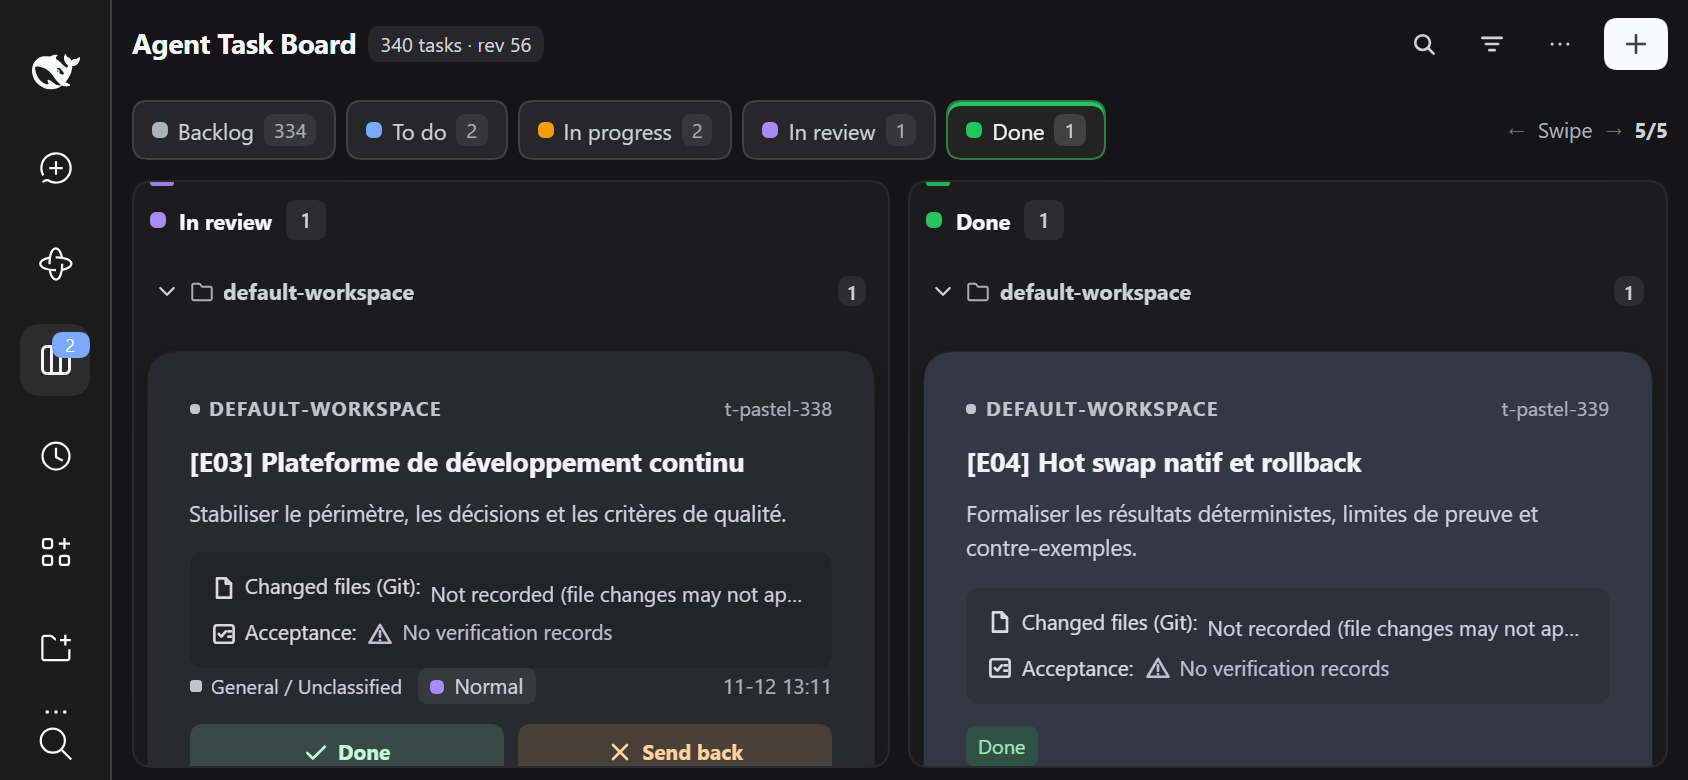 Agent Task Board
340 tasks · rev 56
Backlog 334
To do 2
In progress 2
In review 1
Done 1
← Swipe → 5/5
2
In review 1
default-workspace 1
DEFAULT-WORKSPACE t-pastel-338
[E03] Plateforme de développement continu
Stabiliser le périmètre, les décisions et les critères de qualité.
Changed files (Git): Not recorded (file changes may not ap...
Acceptance: No verification records
General / Unclassified Normal 11-12 13:11
Done
Send back
Done 1
default-workspace 1
DEFAULT-WORKSPACE t-pastel-339
[E04] Hot swap natif et rollback
Formaliser les résultats déterministes, limites de preuve et
contre-exemples.
Changed files (Git): Not recorded (file changes may not ap...
Acceptance: No verification records
Done